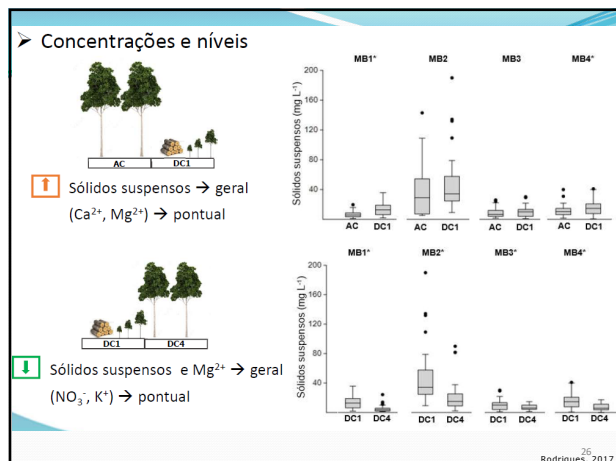 ➢ Concentrações e níveis
AC DC1
⬆ Sólidos suspensos → geral
(Ca²⁺, Mg²⁺) → pontual
DC1 DC4
⬇ Sólidos suspensos e Mg²⁺ → geral
(NO₃⁻, K⁺) → pontual
MB1* MB2 MB3 MB4*
Sólidos suspensos (mg L⁻¹)
200
160
120
80
40
AC DC1 AC DC1 AC DC1 AC DC1
MB1* MB2* MB3* MB4*
Sólidos suspensos (mg L⁻¹)
200
160
120
80
40
DC1 DC4 DC1 DC4 DC1 DC4 DC1 DC4
26
Rodrigues, 2017